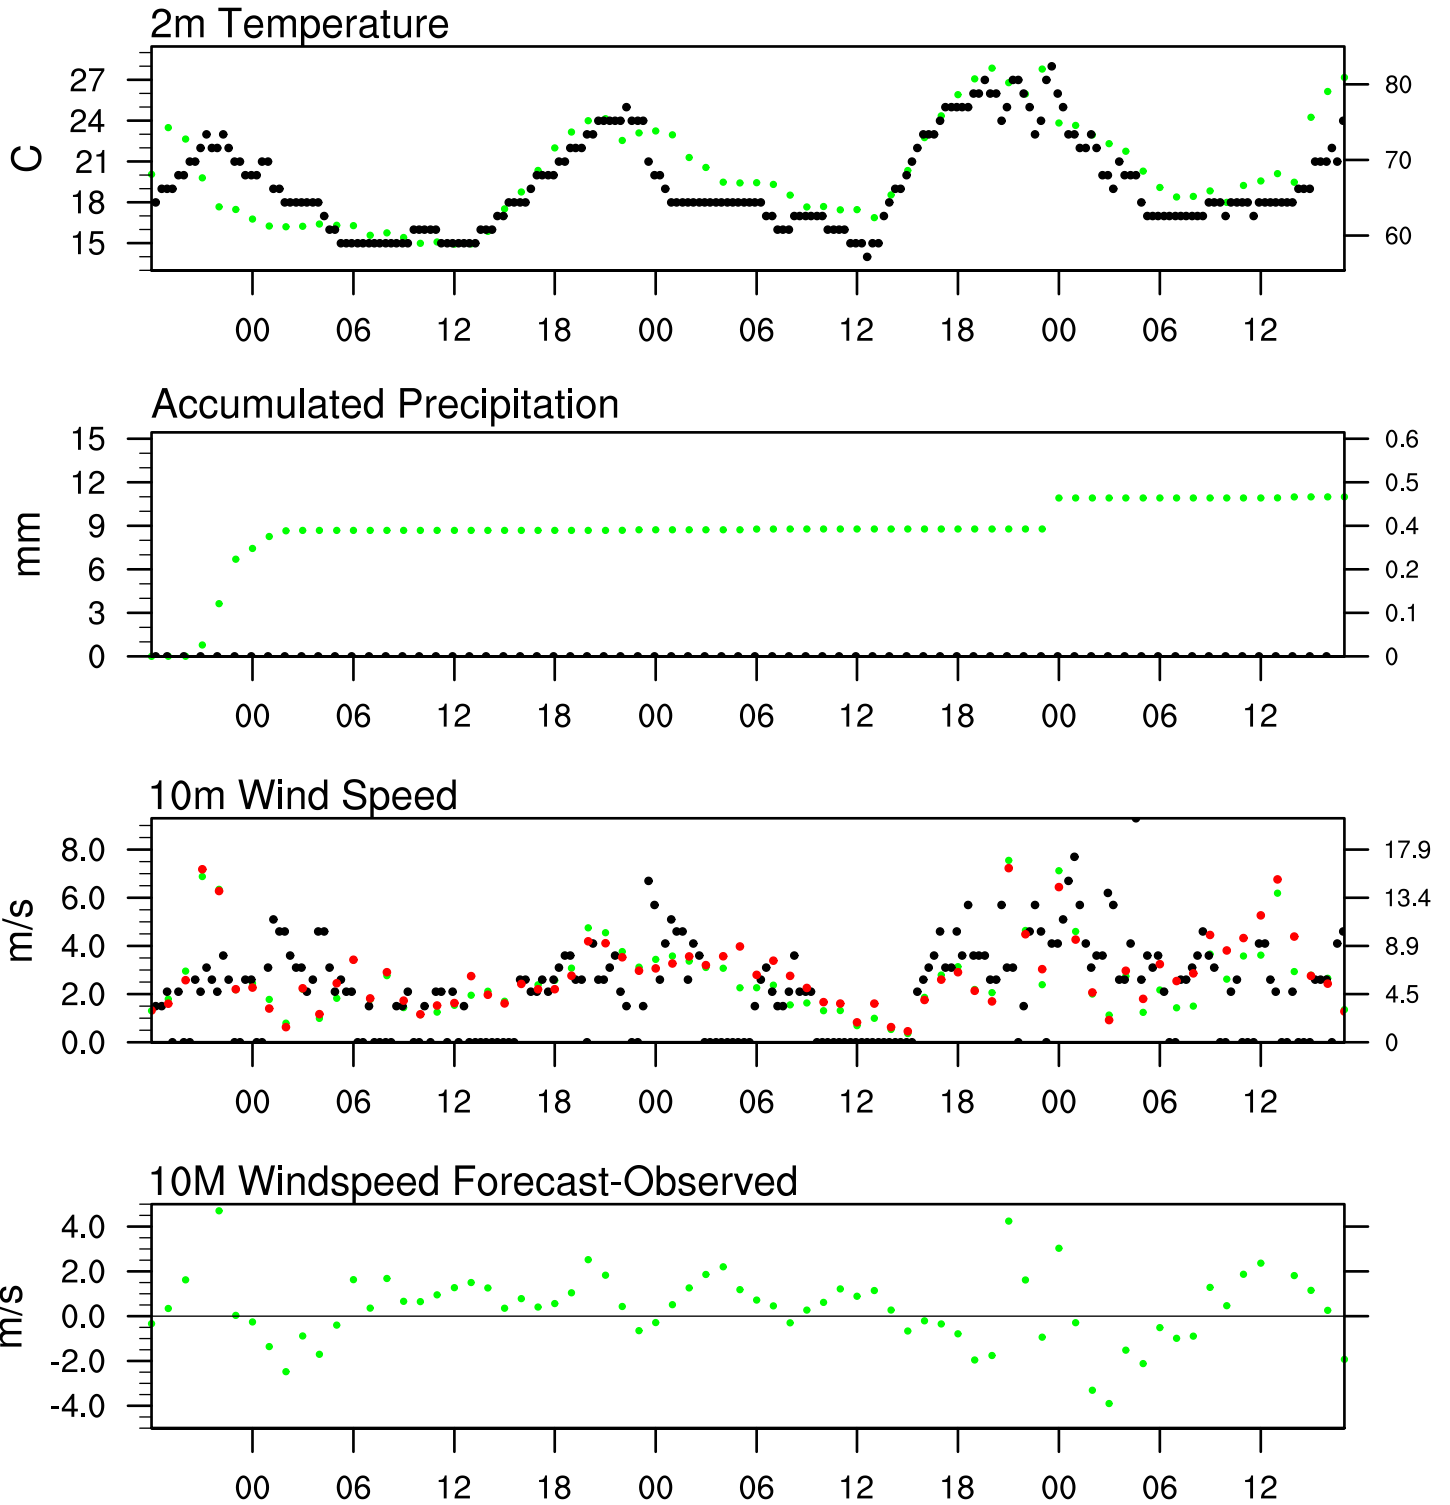 2m Temperature
C
27
24
21
18
15
80
70
60
00 06 12 18 00 06 12 18 00 06 12
Accumulated Precipitation
mm
15
12
9
6
3
0
0.6
0.5
0.4
0.2
0.1
0
00 06 12 18 00 06 12 18 00 06 12
10m Wind Speed
m/s
8.0
6.0
4.0
2.0
0.0
17.9
13.4
8.9
4.5
0
00 06 12 18 00 06 12 18 00 06 12
10M Windspeed Forecast-Observed
m/s
4.0
2.0
0.0
-2.0
-4.0
00 06 12 18 00 06 12 18 00 06 12